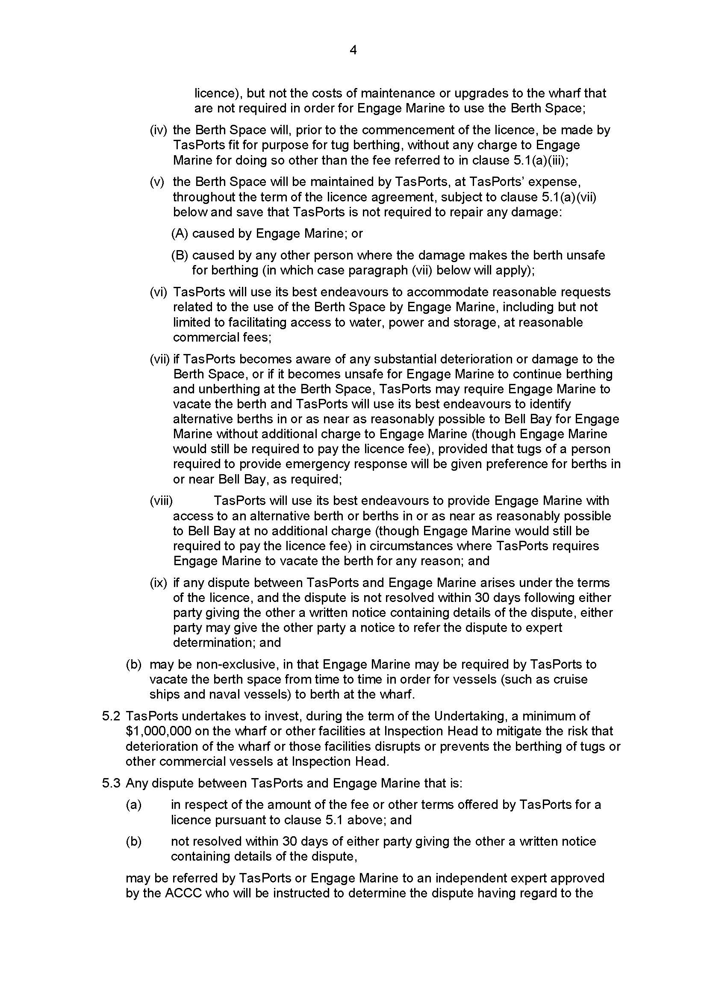 4
licence), but not the costs of maintenance or upgrades to the wharf that
are not required in order for Engage Marine to use the Berth Space;
(iv) the Berth Space will, prior to the commencement of the licence, be made by
TasPorts fit for purpose for tug berthing, without any charge to Engage
Marine for doing so other than the fee referred to in clause 5.1(a)(iii);
(v) the Berth Space will be maintained by TasPorts, at TasPorts’ expense,
throughout the term of the licence agreement, subject to clause 5.1(a)(vii)
below and save that TasPorts is not required to repair any damage:
(A) caused by Engage Marine; or
(B) caused by any other person where the damage makes the berth unsafe
for berthing (in which case paragraph (vii) below will apply);
(vi) TasPorts will use its best endeavours to accommodate reasonable requests
related to the use of the Berth Space by Engage Marine, including but not
limited to facilitating access to water, power and storage, at reasonable
commercial fees;
(vii) if TasPorts becomes aware of any substantial deterioration or damage to the
Berth Space, or if it becomes unsafe for Engage Marine to continue berthing
and unberthing at the Berth Space, TasPorts may require Engage Marine to
vacate the berth and TasPorts will use its best endeavours to identify
alternative berths in or as near as reasonably possible to Bell Bay for Engage
Marine without additional charge to Engage Marine (though Engage Marine
would still be required to pay the licence fee), provided that tugs of a person
required to provide emergency response will be given preference for berths in
or near Bell Bay, as required;
(viii) TasPorts will use its best endeavours to provide Engage Marine with
access to an alternative berth or berths in or as near as reasonably possible
to Bell Bay at no additional charge (though Engage Marine would still be
required to pay the licence fee) in circumstances where TasPorts requires
Engage Marine to vacate the berth for any reason; and
(ix) if any dispute between TasPorts and Engage Marine arises under the terms
of the licence, and the dispute is not resolved within 30 days following either
party giving the other a written notice containing details of the dispute, either
party may give the other party a notice to refer the dispute to expert
determination; and
(b) may be non-exclusive, in that Engage Marine may be required by TasPorts to
vacate the berth space from time to time in order for vessels (such as cruise
ships and naval vessels) to berth at the wharf.
5.2 TasPorts undertakes to invest, during the term of the Undertaking, a minimum of
$1,000,000 on the wharf or other facilities at Inspection Head to mitigate the risk that
deterioration of the wharf or those facilities disrupts or prevents the berthing of tugs or
other commercial vessels at Inspection Head.
5.3 Any dispute between TasPorts and Engage Marine that is:
(a) in respect of the amount of the fee or other terms offered by TasPorts for a
licence pursuant to clause 5.1 above; and
(b) not resolved within 30 days of either party giving the other a written notice
containing details of the dispute,
may be referred by TasPorts or Engage Marine to an independent expert approved
by the ACCC who will be instructed to determine the dispute having regard to the